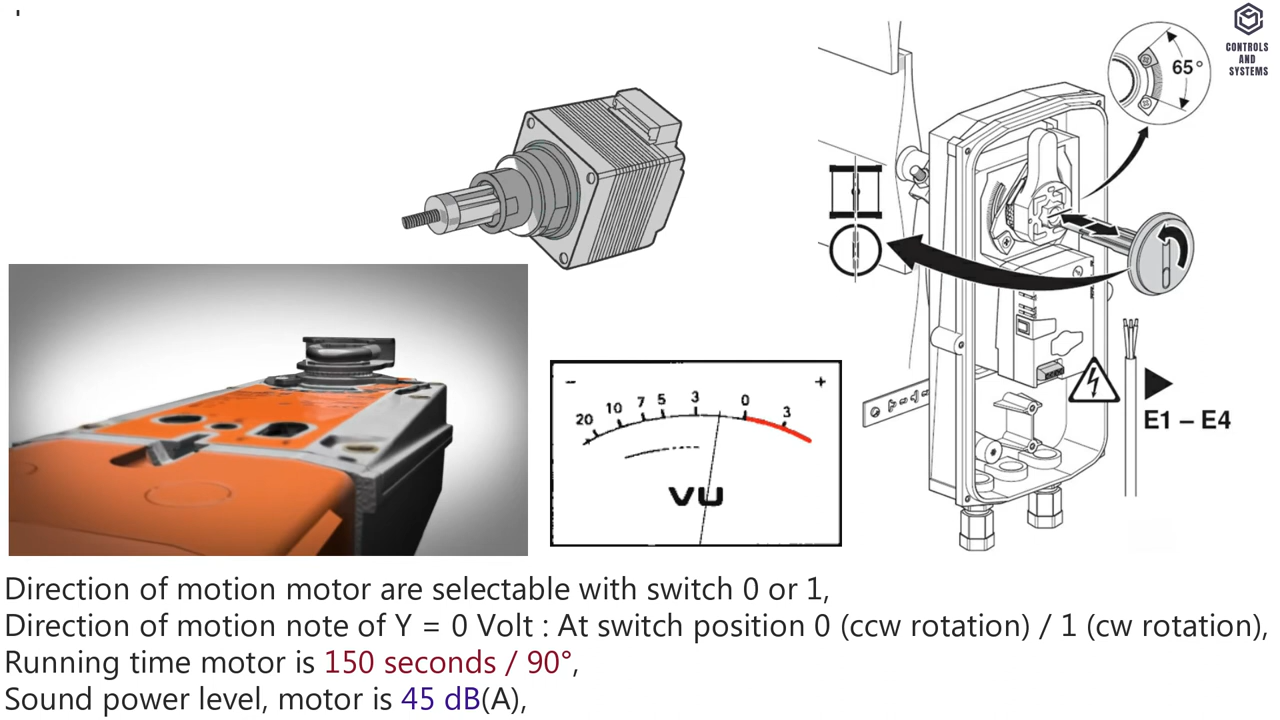 CONTROLS
AND
SYSTEMS
65°
E1 – E4
- +
20 10 7 5 3 0 3
VU
Direction of motion motor are selectable with switch 0 or 1,
Direction of motion note of Y = 0 Volt : At switch position 0 (ccw rotation) / 1 (cw rotation),
Running time motor is 150 seconds / 90°,
Sound power level, motor is 45 dB(A),